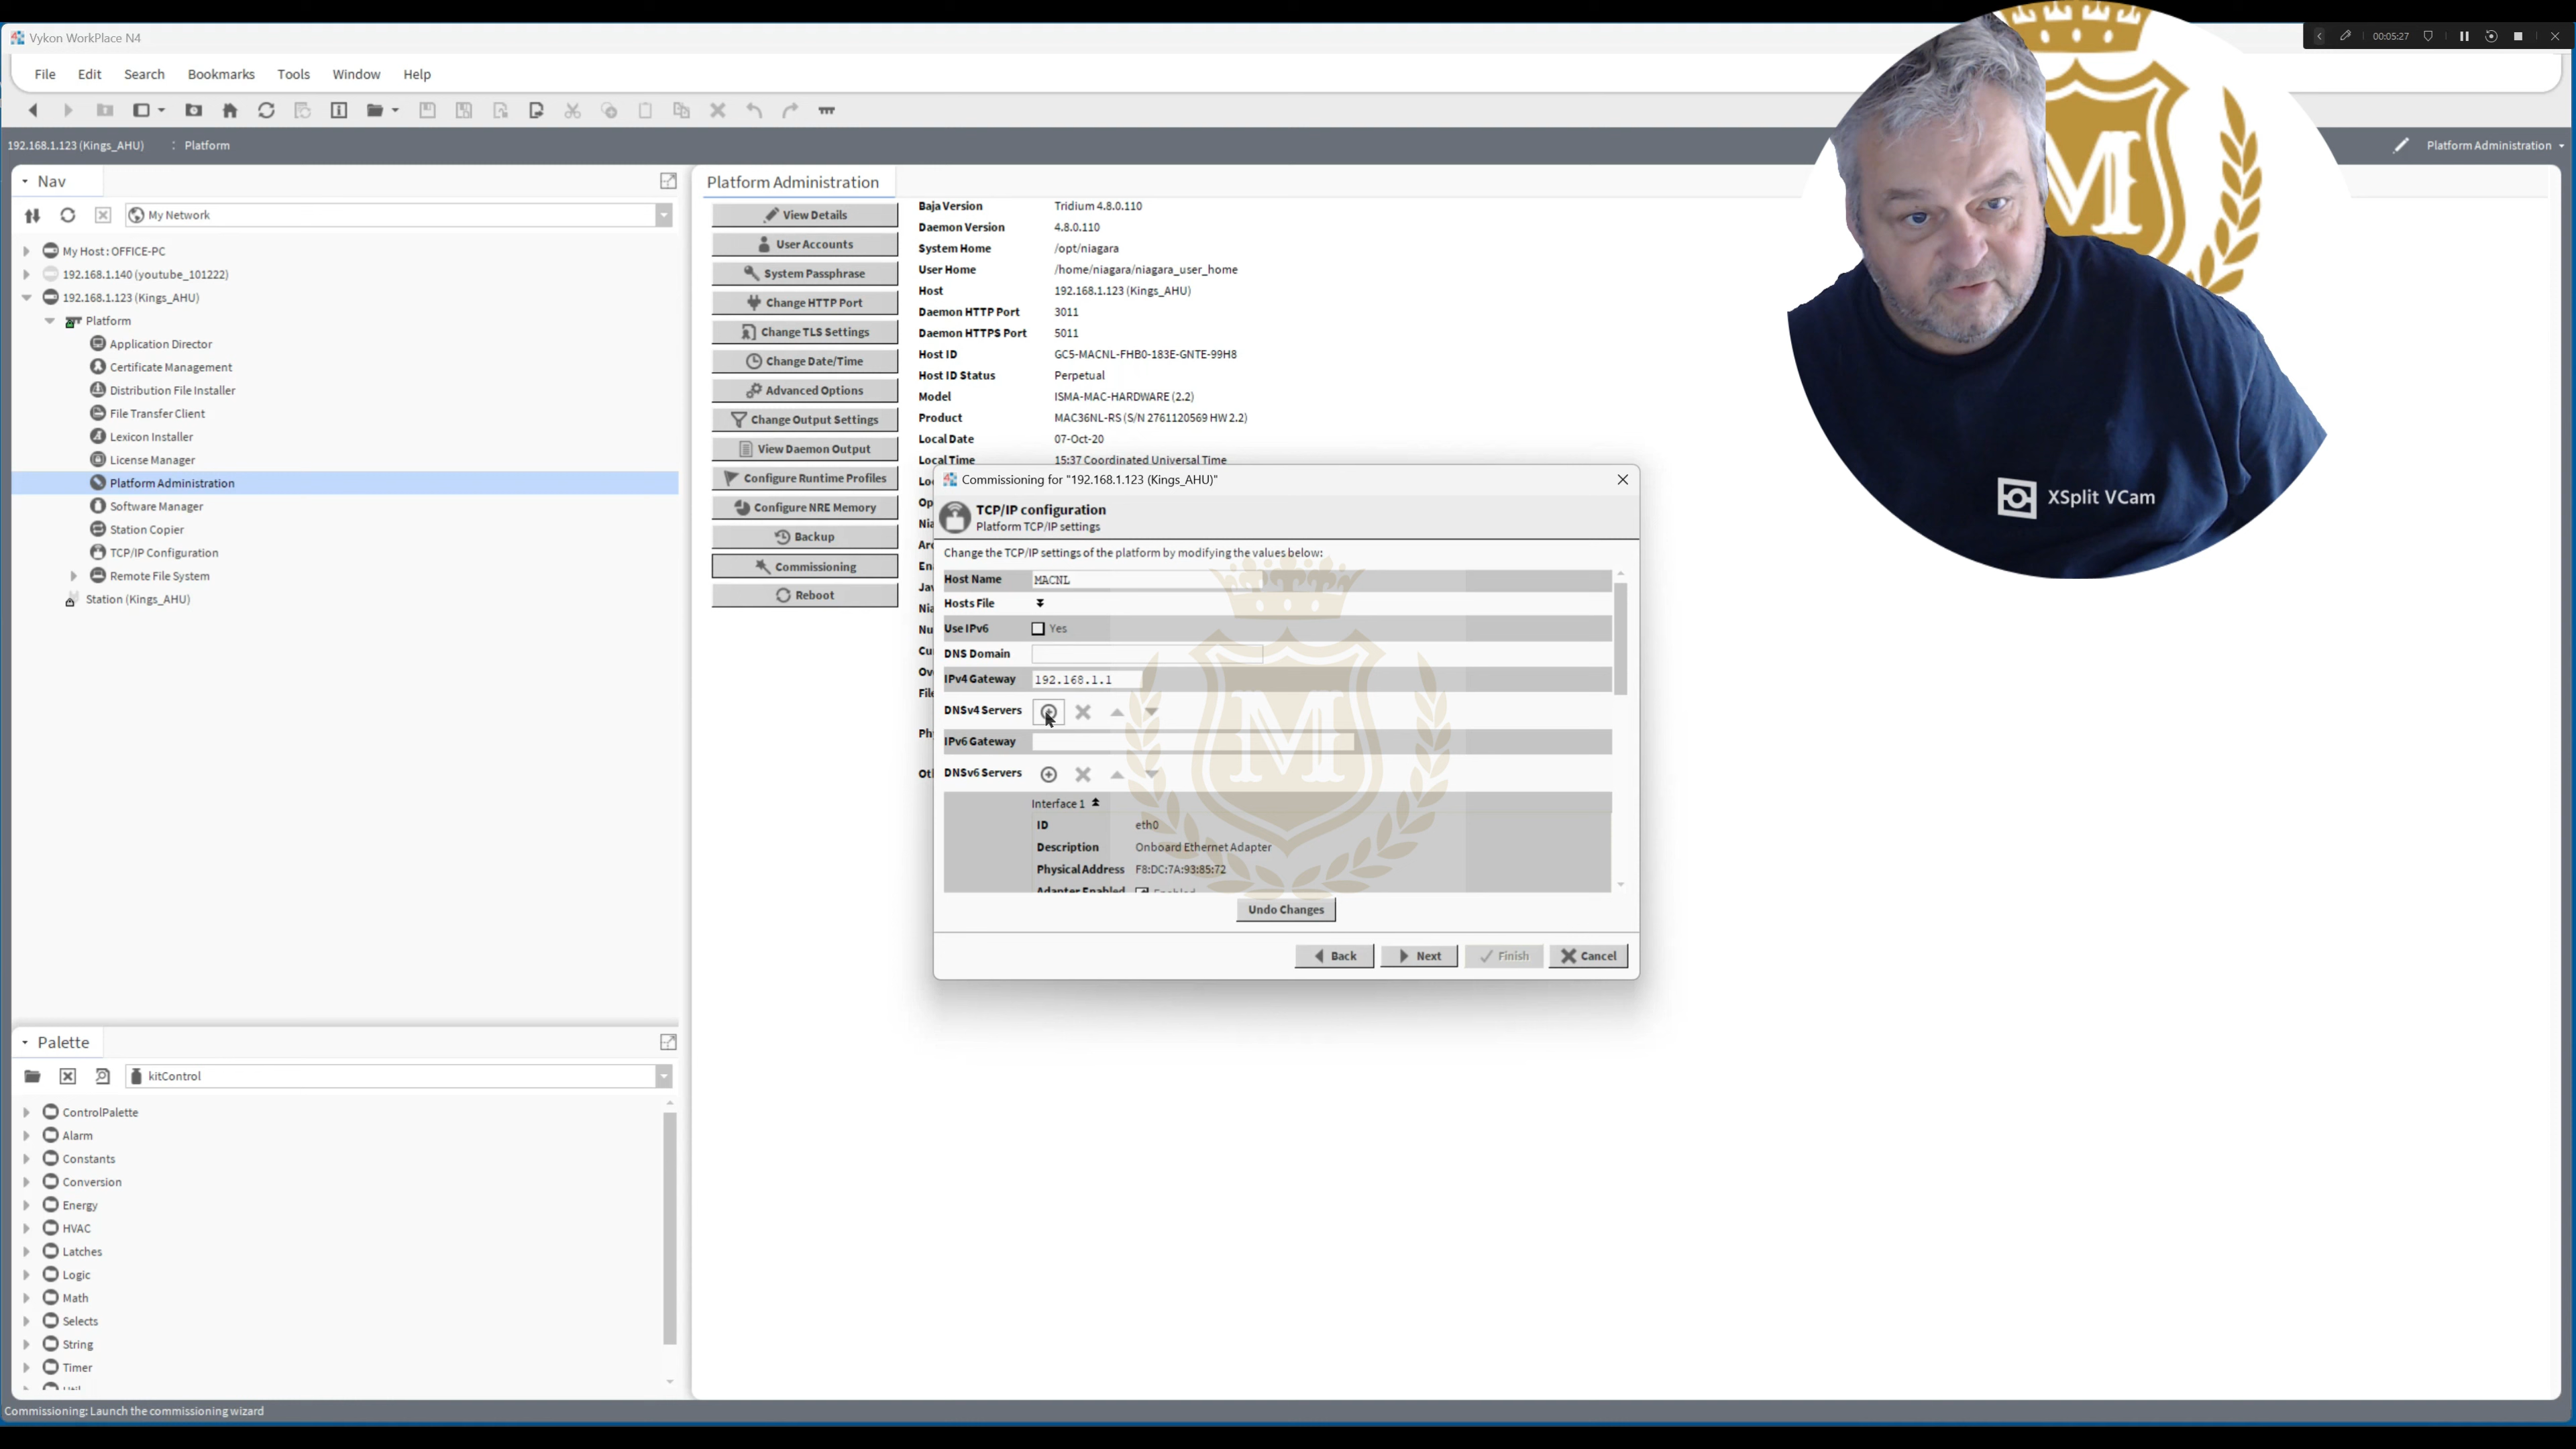 Vykon WorkPlace N4
00:05:27
File Edit Search Bookmarks Tools Window Help
192.168.1.123 (Kings_AHU) : Platform
Platform Administration
Nav
My Network
My Host : OFFICE-PC
192.168.1.140 (youtube_101222)
192.168.1.123 (Kings_AHU)
Platform
Application Director
Certificate Management
Distribution File Installer
File Transfer Client
Lexicon Installer
License Manager
Platform Administration
Software Manager
Station Copier
TCP/IP Configuration
Remote File System
Station (Kings_AHU)
Palette
kitControl
ControlPalette
Alarm
Constants
Conversion
Energy
HVAC
Latches
Logic
Math
Selects
String
Timer
Platform Administration
View Details
User Accounts
System Passphrase
Change HTTP Port
Change TLS Settings
Change Date/Time
Advanced Options
Change Output Settings
View Daemon Output
Configure Runtime Profiles
Configure NRE Memory
Backup
Commissioning
Reboot
Baja Version Tridium 4.8.0.110
Daemon Version 4.8.0.110
System Home /opt/niagara
User Home /home/niagara/niagara_user_home
Host 192.168.1.123 (Kings_AHU)
Daemon HTTP Port 3011
Daemon HTTPS Port 5011
Host ID GC5-MACNL-FHB0-183E-GNTE-99H8
Host ID Status Perpetual
Model ISMA-MAC-HARDWARE (2.2)
Product MAC36NL-RS (S/N 2761120569 HW 2.2)
Local Date 07-Oct-20
Local Time 15:37 Coordinated Universal Time
Commissioning for "192.168.1.123 (Kings_AHU)"
TCP/IP configuration
Platform TCP/IP settings
Change the TCP/IP settings of the platform by modifying the values below:
Host Name MACNL
Hosts File
Use IPv6 Yes
DNS Domain
IPv4 Gateway 192.168.1.1
DNSv4 Servers
IPv6 Gateway
DNSv6 Servers
Interface 1
ID eth0
Description Onboard Ethernet Adapter
Physical Address F8:DC:7A:93:85:72
Adapter Enabled Enabled
Undo Changes
Back Next Finish Cancel
M
M
XSplit VCam
Commissioning: Launch the commissioning wizard